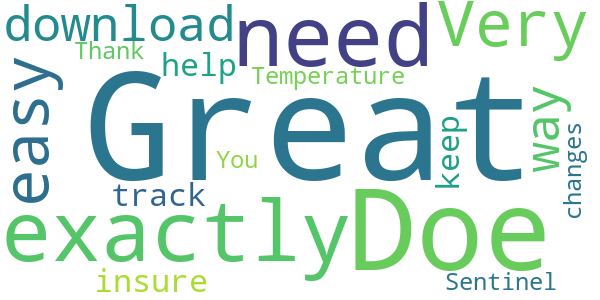 download
need
Very
Thank
help
Temperature
easy
Great
way
You
keep
changes
track
exactly
Doe
insure
Sentinel